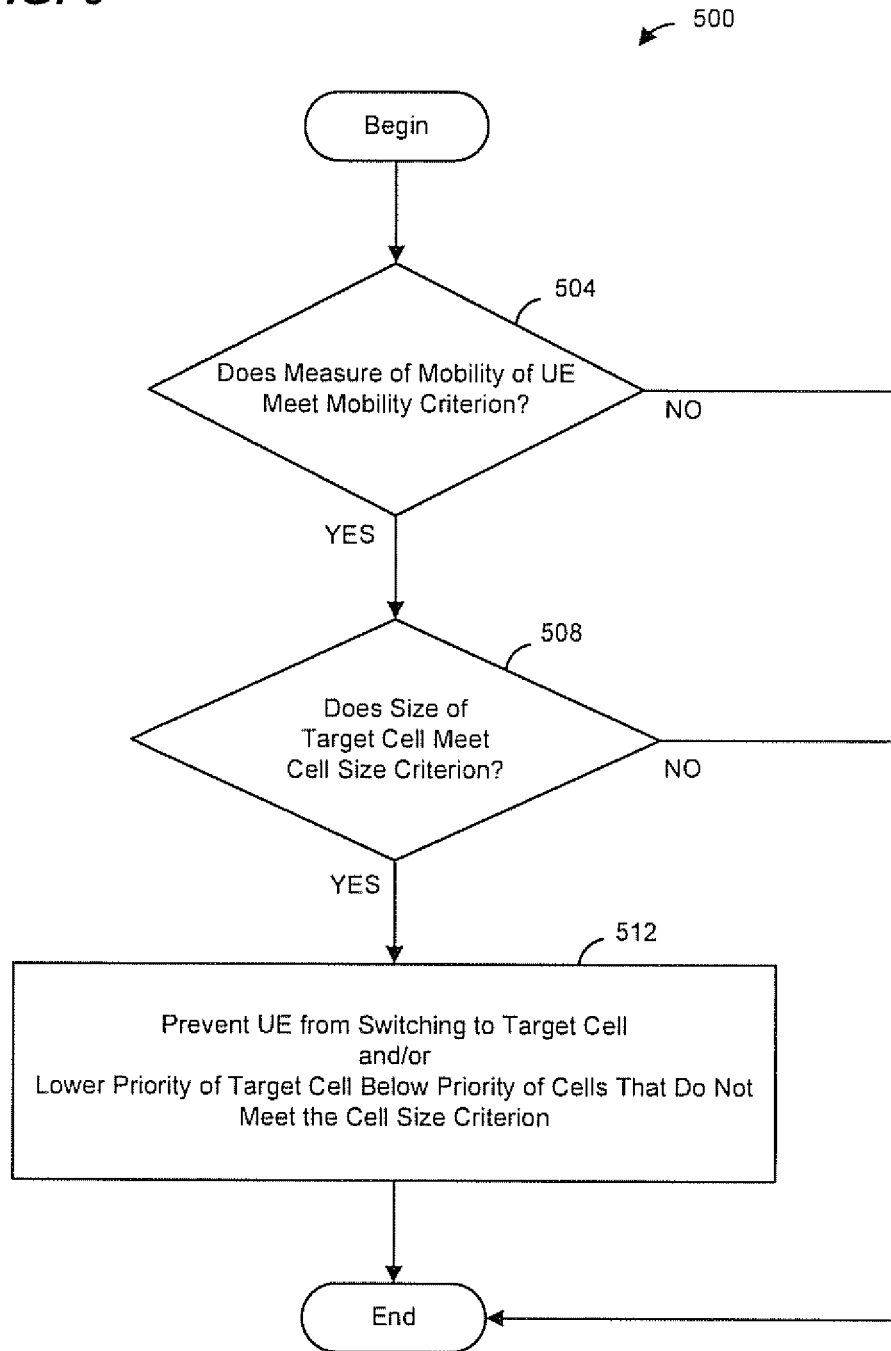 500
Begin
504
Does Measure of Mobility of UE
Meet Mobility Criterion?
NO
YES
508
Does Size of
Target Cell Meet
Cell Size Criterion?
NO
YES
512
Prevent UE from Switching to Target Cell
and/or
Lower Priority of Target Cell Below Priority of Cells That Do Not
Meet the Cell Size Criterion
End